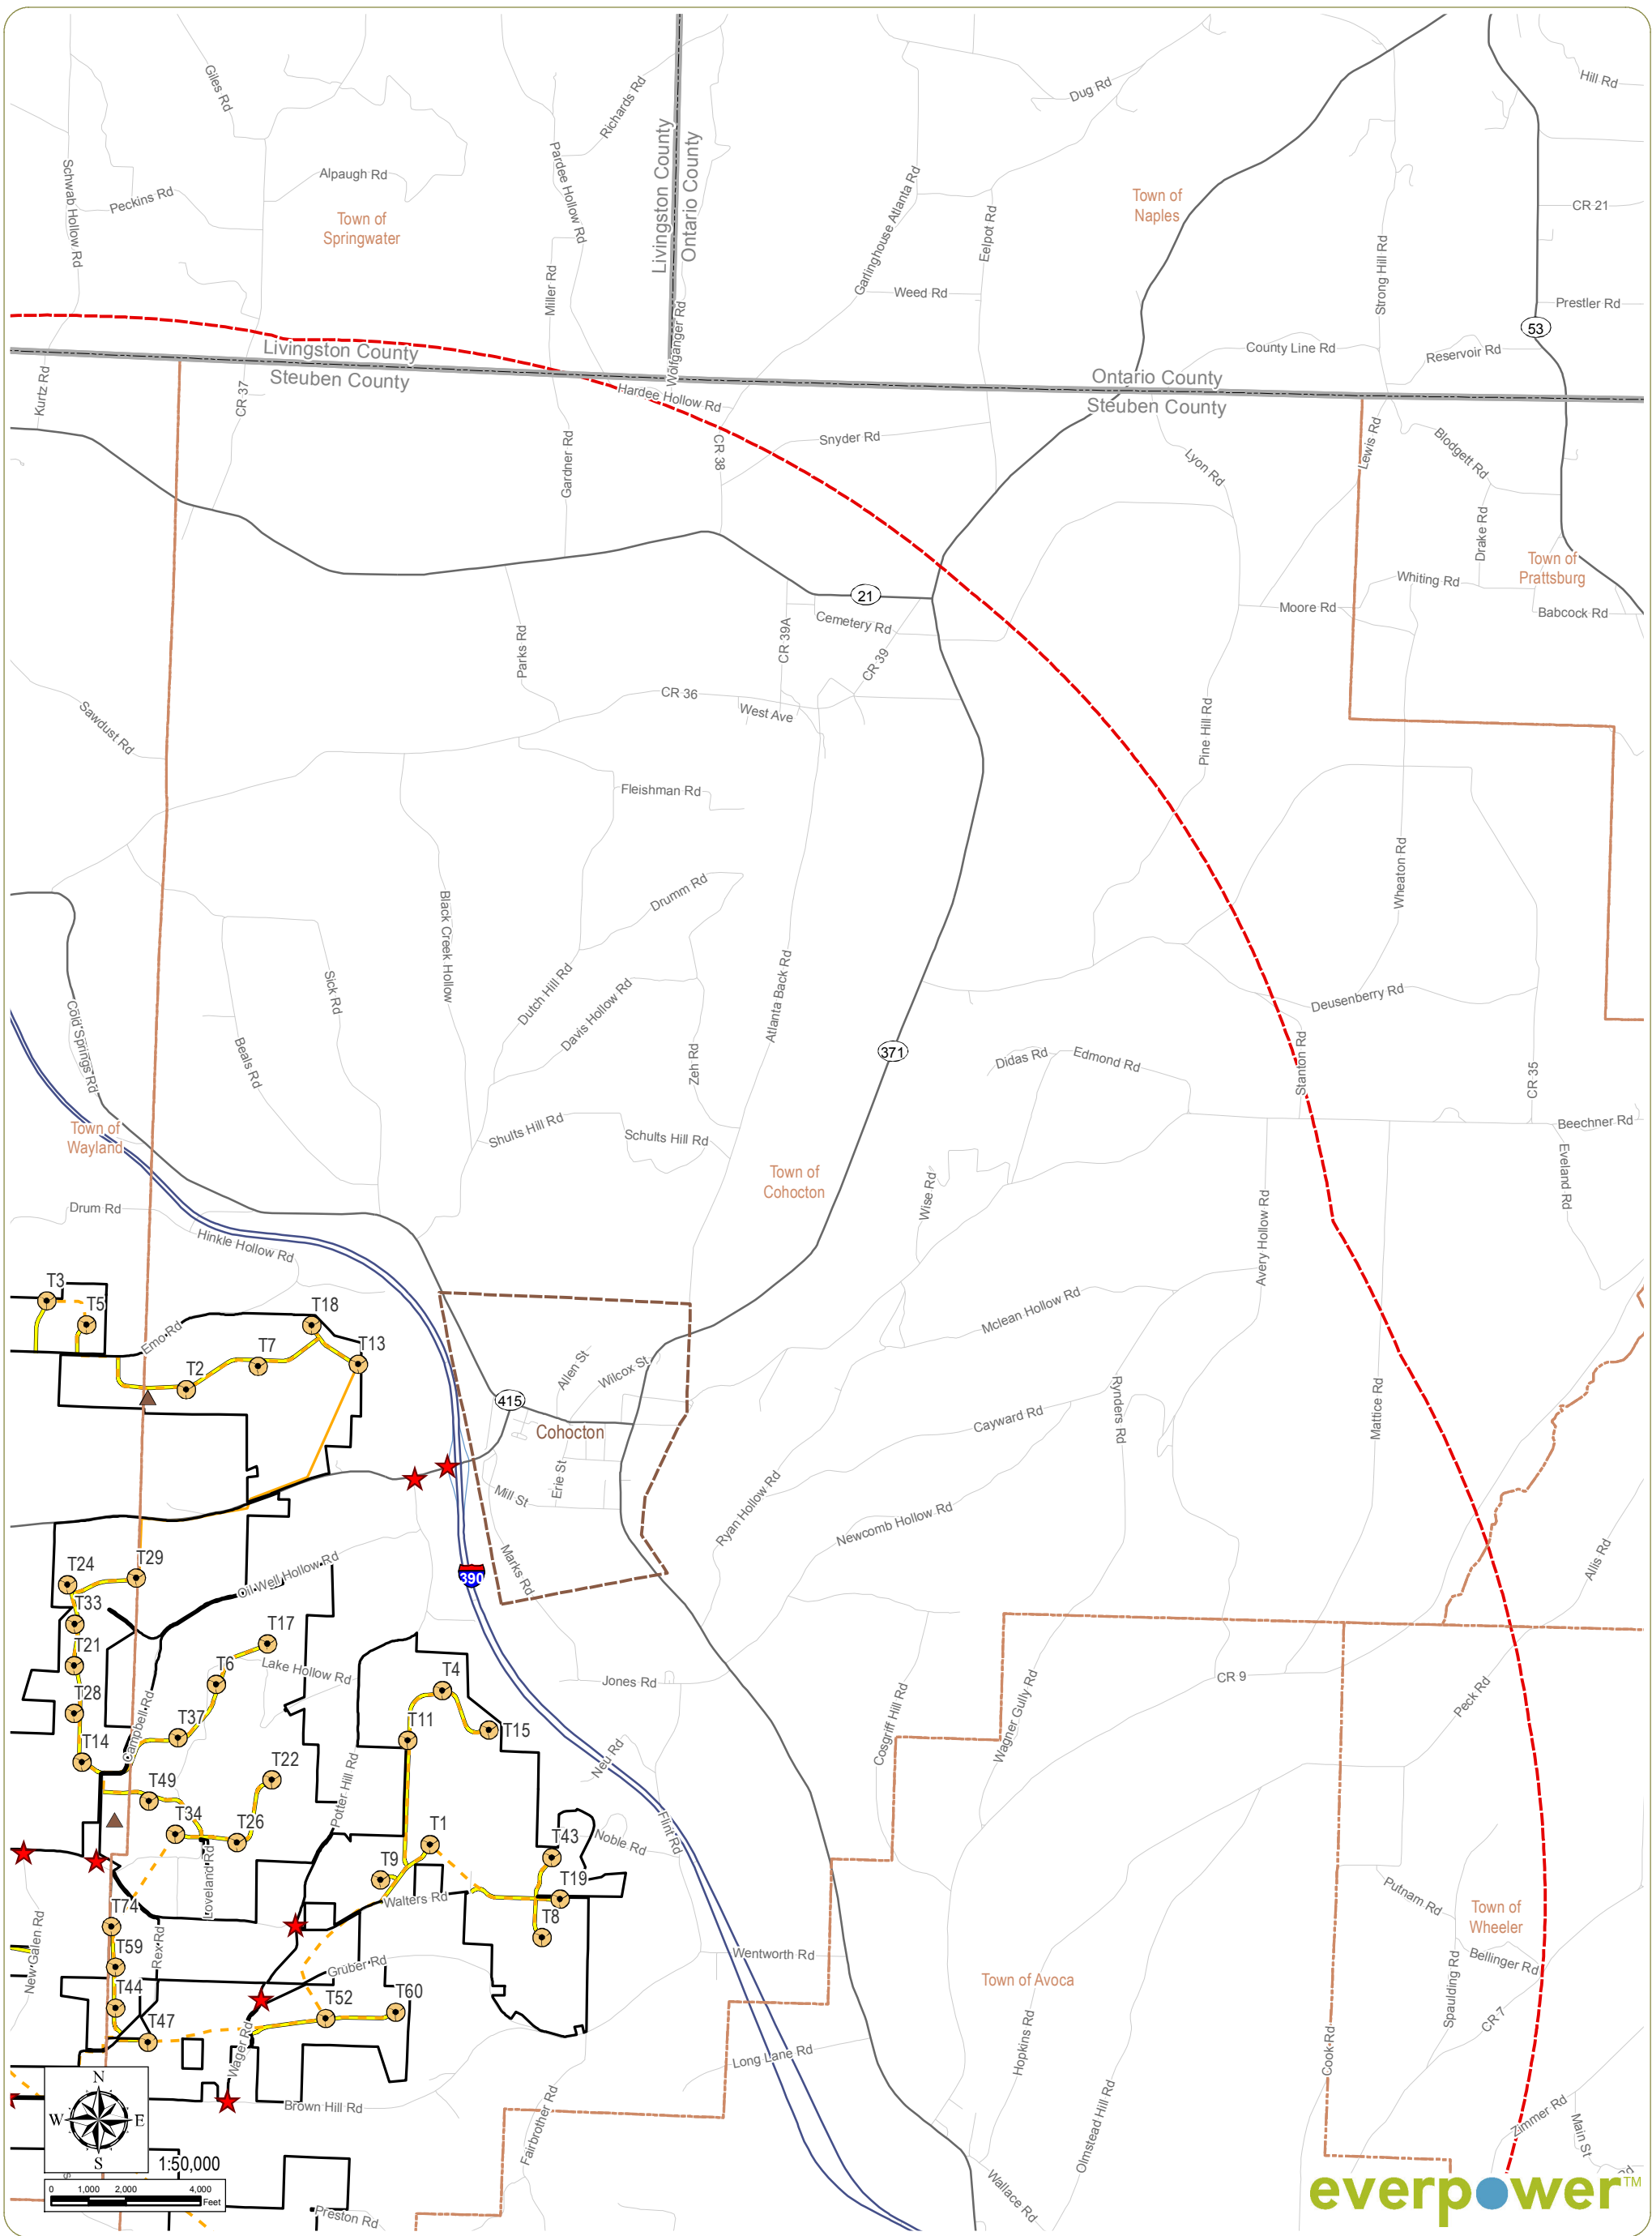 Giles Rd
Richards Rd
Dug Rd
Hill Rd
Schwab Hollow Rd
Peckins Rd
Alpaugh Rd
Pardee Hollow Rd
Livingston County
Ontario County
Garlinghouse Atlanta Rd
Eelpot Rd
Town of
Naples
CR 21
Town of
Springwater
Miller Rd
Weed Rd
Strong Hill Rd
Prestler Rd
53
Wolfganger Rd
County Line Rd
Reservoir Rd
Livingston County
Steuben County
Kurtz Rd
CR 37
Hardee Hollow Rd
Ontario County
Steuben County
Gardner Rd
CR 38
Snyder Rd
Lyon Rd
Lewis Rd
Blodgett Rd
Drake Rd
Town of
Prattsburg
Whiting Rd
Moore Rd
Babcock Rd
21
Cemetery Rd
CR 39A
CR 39
Parks Rd
CR 36
West Ave
Sawdust Rd
Pine Hill Rd
Fleishman Rd
Wheaton Rd
Drumm Rd
Black Creek Hollow
Sick Rd
Dutch Hill Rd
Davis Hollow Rd
Atlanta Back Rd
Deusenberry Rd
Cold Springs Rd
Beals Rd
Zeh Rd
371
Didas Rd
Edmond Rd
Stanton Rd
CR 35
Town of
Wayland
Shults Hill Rd
Schults Hill Rd
Beechner Rd
Eveland Rd
Town of
Cohocton
Wise Rd
Avery Hollow Rd
Drum Rd
Hinkle Hollow Rd
T3
T5
T18
Emo Rd
T7
T13
T2
Mclean Hollow Rd
Allen St
Wilcox St
415
Cohocton
Cayward Rd
Rynders Rd
Mattice Rd
Erie St
Mill St
Ryan Hollow Rd
Newcomb Hollow Rd
Marks Rd
390
Allis Rd
T24
T29
Oil Well Hollow Rd
T33
T17
T21
T6
Lake Hollow Rd
T4
Jones Rd
CR 9
Wagner Gully Rd
Peck Rd
T28
Campbell Rd
T37
T11
T15
Cosgriff Hill Rd
T14
T22
Neu Rd
T49
Potter Hill Rd
T34
T26
T1
T43
Noble Rd
Flint Rd
Loveland Rd
T9
T19
Walters Rd
Putnam Rd
Town of
Wheeler
T74
T8
New Galen Rd
Rex Rd
T59
Gruber Rd
Wentworth Rd
Bellinger Rd
Town of Avoca
Spaulding Rd
T44
T52
T60
CR 7
T47
Wager Rd
Long Lane Rd
Hopkins Rd
Cook Rd
Brown Hill Rd
Fairbrother Rd
Olmstead Hill Rd
Zimmer Rd
Main St
N
W
E
S
1:50,000
0 1,000 2,000 4,000
Feet
Preston Rd
Wallace Rd
Rd
everpower™